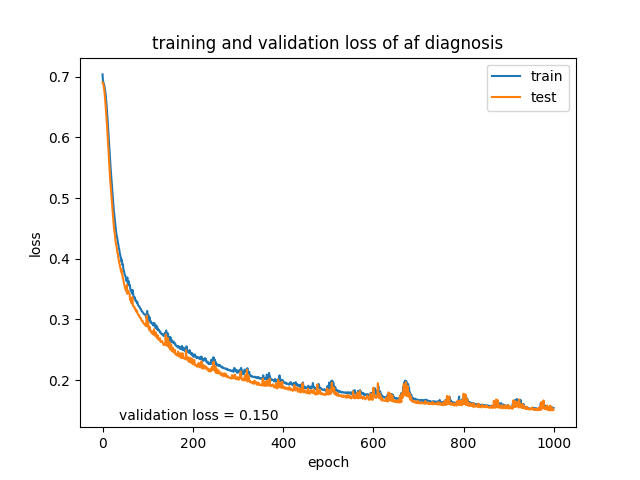 training and validation loss of af diagnosis
train
test
0.7
0.6
0.5
0.4
0.3
0.2
loss
validation loss = 0.150
0
200
400
600
800
1000
epoch